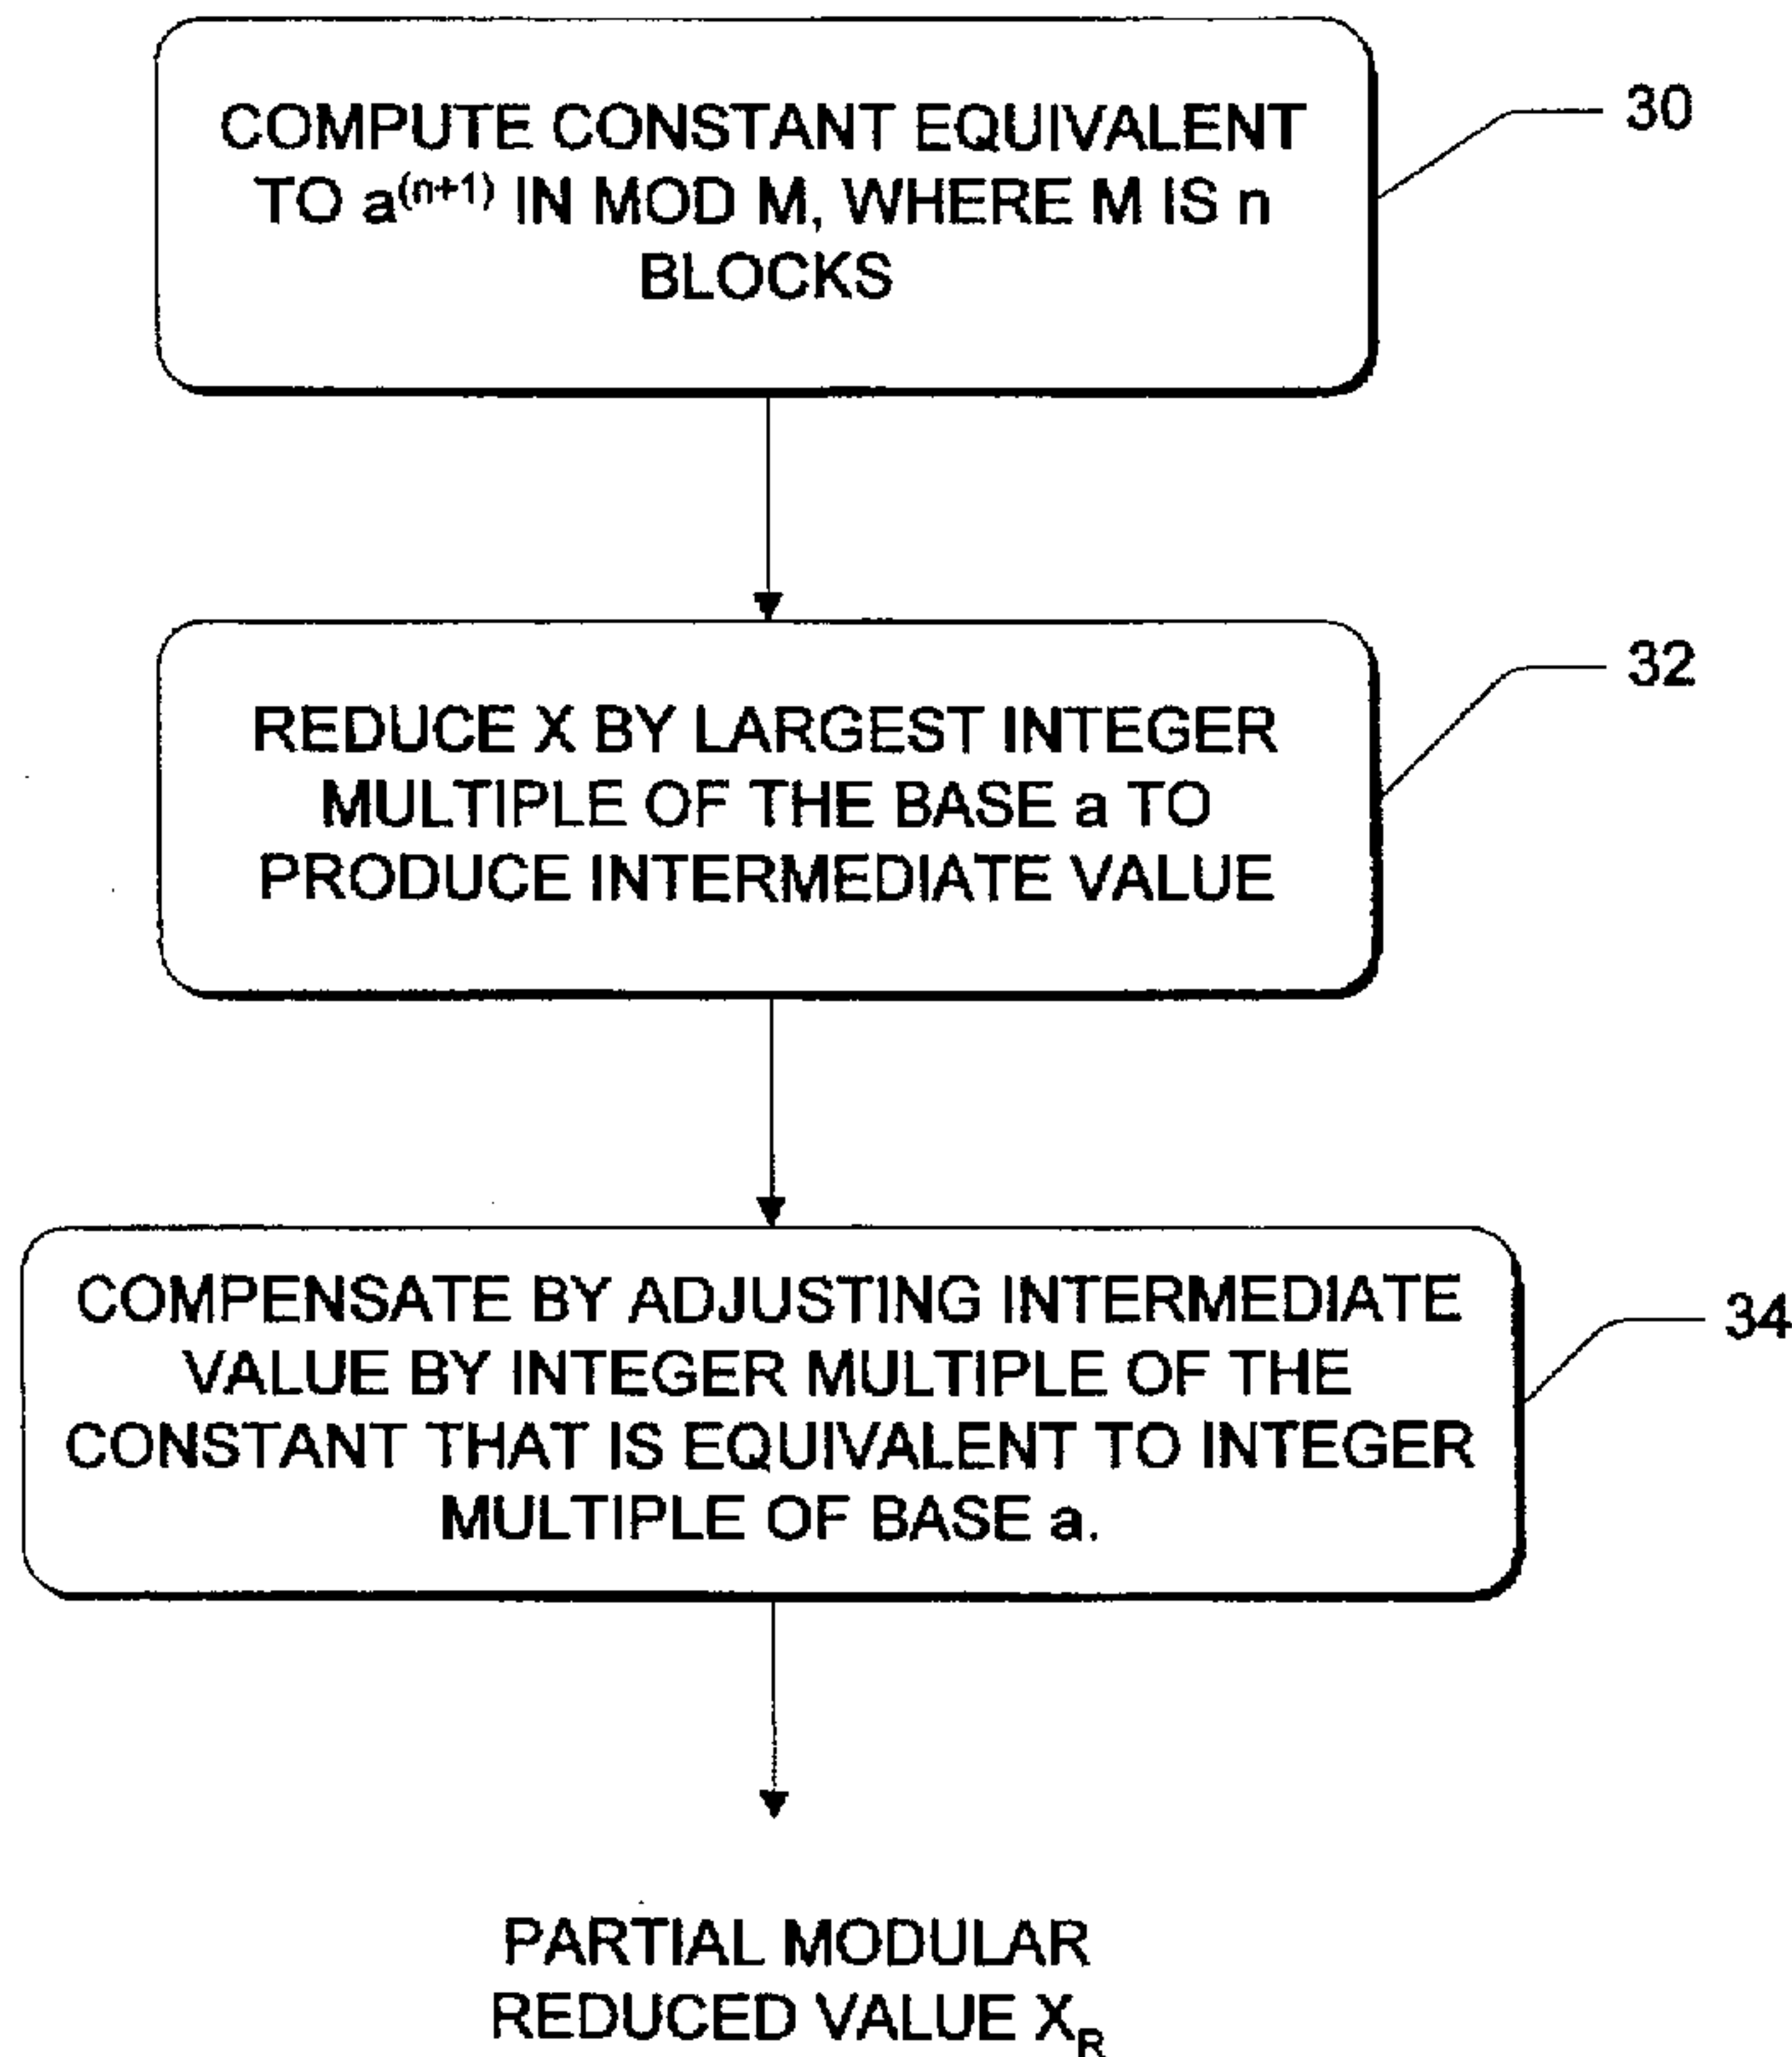 COMPUTE CONSTANT EQUIVALENT
TO a^(n+1) IN MOD M, WHERE M IS n
BLOCKS
30
REDUCE X BY LARGEST INTEGER
MULTIPLE OF THE BASE a TO
PRODUCE INTERMEDIATE VALUE
32
COMPENSATE BY ADJUSTING INTERMEDIATE
VALUE BY INTEGER MULTIPLE OF THE
CONSTANT THAT IS EQUIVALENT TO INTEGER
MULTIPLE OF BASE a.
34
PARTIAL MODULAR
REDUCED VALUE X_R